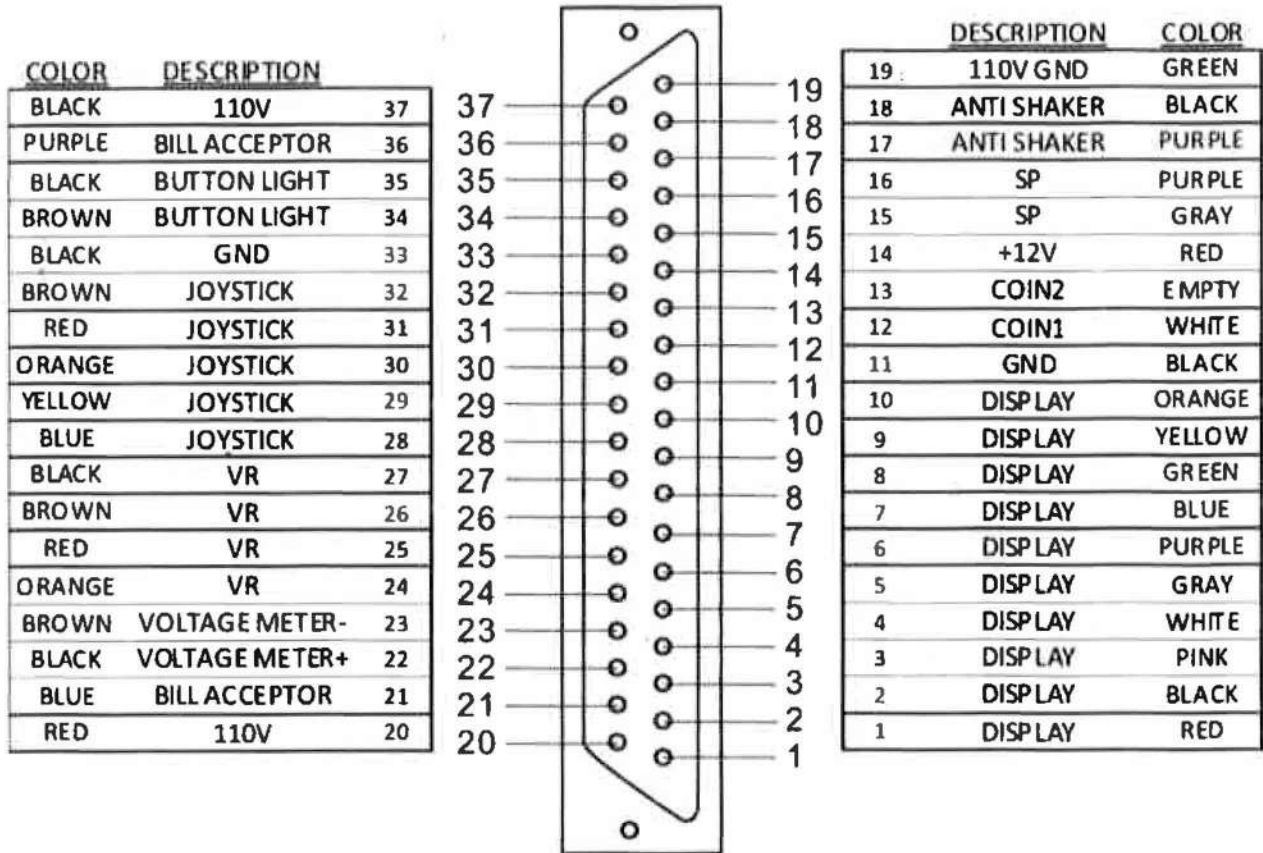 COLOR DESCRIPTION
BLACK 110V 37
PURPLE BILL ACCEPTOR 36
BLACK BUTTON LIGHT 35
BROWN BUTTON LIGHT 34
BLACK GND 33
BROWN JOYSTICK 32
RED JOYSTICK 31
ORANGE JOYSTICK 30
YELLOW JOYSTICK 29
BLUE JOYSTICK 28
BLACK VR 27
BROWN VR 26
RED VR 25
ORANGE VR 24
BROWN VOLTAGE METER- 23
BLACK VOLTAGE METER+ 22
BLUE BILL ACCEPTOR 21
RED 110V 20
37
36
35
34
33
32
31
30
29
28
27
26
25
24
23
22
21
20
19
18
17
16
15
14
13
12
11
10
9
8
7
6
5
4
3
2
1
DESCRIPTION COLOR
19 110V GND GREEN
18 ANTI SHAKER BLACK
17 ANTI SHAKER PURPLE
16 SP PURPLE
15 SP GRAY
14 +12V RED
13 COIN2 EMPTY
12 COIN1 WHITE
11 GND BLACK
10 DISPLAY ORANGE
9 DISPLAY YELLOW
8 DISPLAY GREEN
7 DISPLAY BLUE
6 DISPLAY PURPLE
5 DISPLAY GRAY
4 DISPLAY WHITE
3 DISPLAY PINK
2 DISPLAY BLACK
1 DISPLAY RED